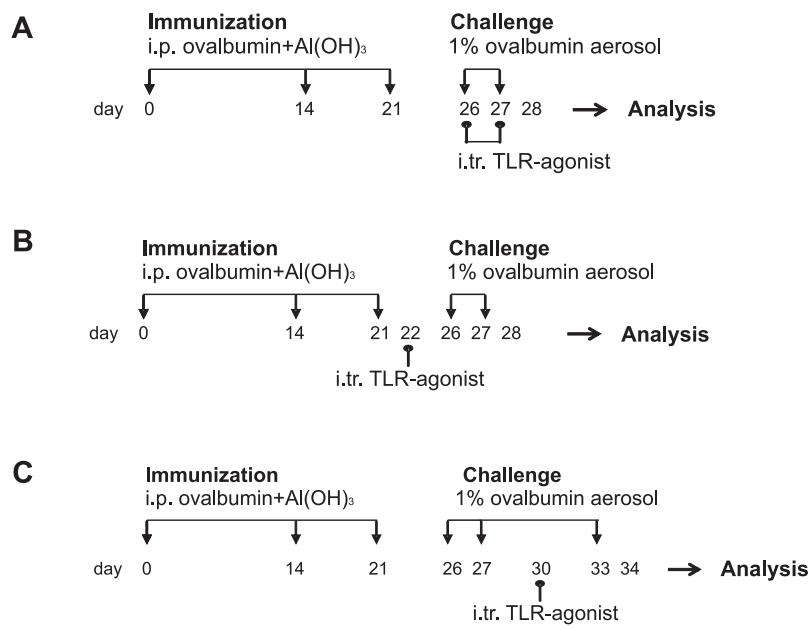 A
Immunization
i.p. ovalbumin+Al(OH)₃
Challenge
1% ovalbumin aerosol
day 0 14 21 26 27 28 Analysis
i.tr. TLR-agonist
B
Immunization
i.p. ovalbumin+Al(OH)₃
Challenge
1% ovalbumin aerosol
day 0 14 21 22 26 27 28 Analysis
i.tr. TLR-agonist
C
Immunization
i.p. ovalbumin+Al(OH)₃
Challenge
1% ovalbumin aerosol
day 0 14 21 26 27 30 33 34 Analysis
i.tr. TLR-agonist